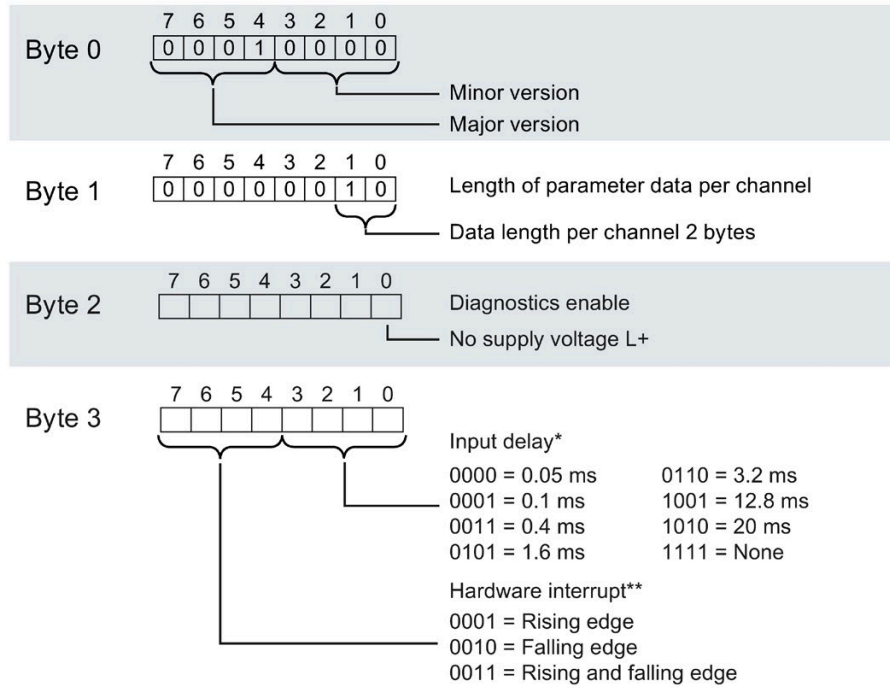 7 6 5 4 3 2 1 0
Byte 0 0 0 0 1 0 0 0 0
Minor version
Major version
7 6 5 4 3 2 1 0
Byte 1 0 0 0 0 0 0 1 0 Length of parameter data per channel
Data length per channel 2 bytes
7 6 5 4 3 2 1 0
Byte 2 Diagnostics enable
No supply voltage L+
7 6 5 4 3 2 1 0
Byte 3
Input delay*
0000 = 0.05 ms 0110 = 3.2 ms
0001 = 0.1 ms 1001 = 12.8 ms
0011 = 0.4 ms 1010 = 20 ms
0101 = 1.6 ms 1111 = None
Hardware interrupt**
0001 = Rising edge
0010 = Falling edge
0011 = Rising and falling edge